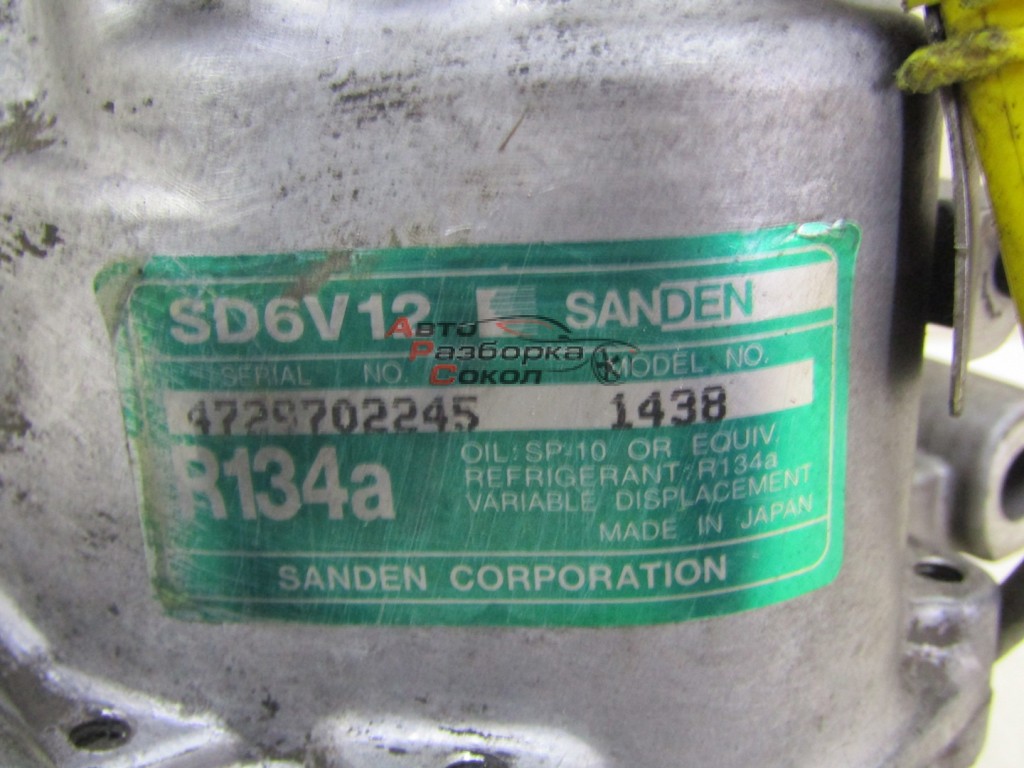 SD6V12 SANDEN
Авто
Разборка
Сокол
SERIAL NO. MODEL NO.
4729702245 1438
R134a
OIL: SP-10 OR EQUIV.
REFRIGERANT: R134a
VARIABLE DISPLACEMENT
MADE IN JAPAN
SANDEN CORPORATION